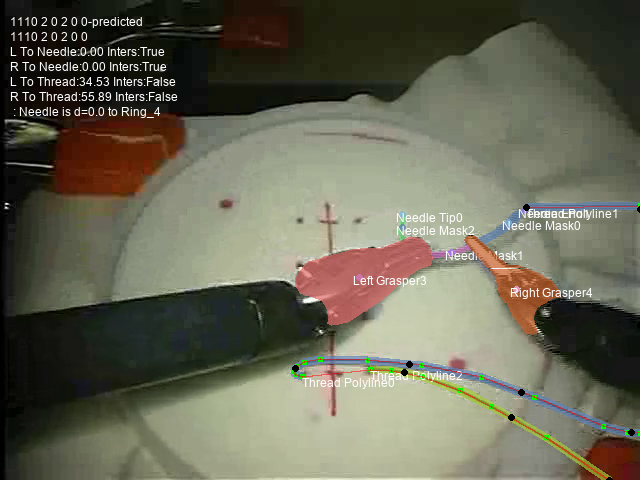 1110 2 0 2 0 0-predicted
1110 2 0 2 0 0
L To Needle:0.00 Inters:True
R To Needle:0.00 Inters:True
L To Thread:34.53 Inters:False
R To Thread:55.89 Inters:False
: Needle is d=0.0 to Ring_4
Needle Tip0
Needle Mask2
Polyline1
Needle Mask0
Needle Mask1
Left Grasper3
Right Grasper4
Thread Polyline2
Thread Polyline0